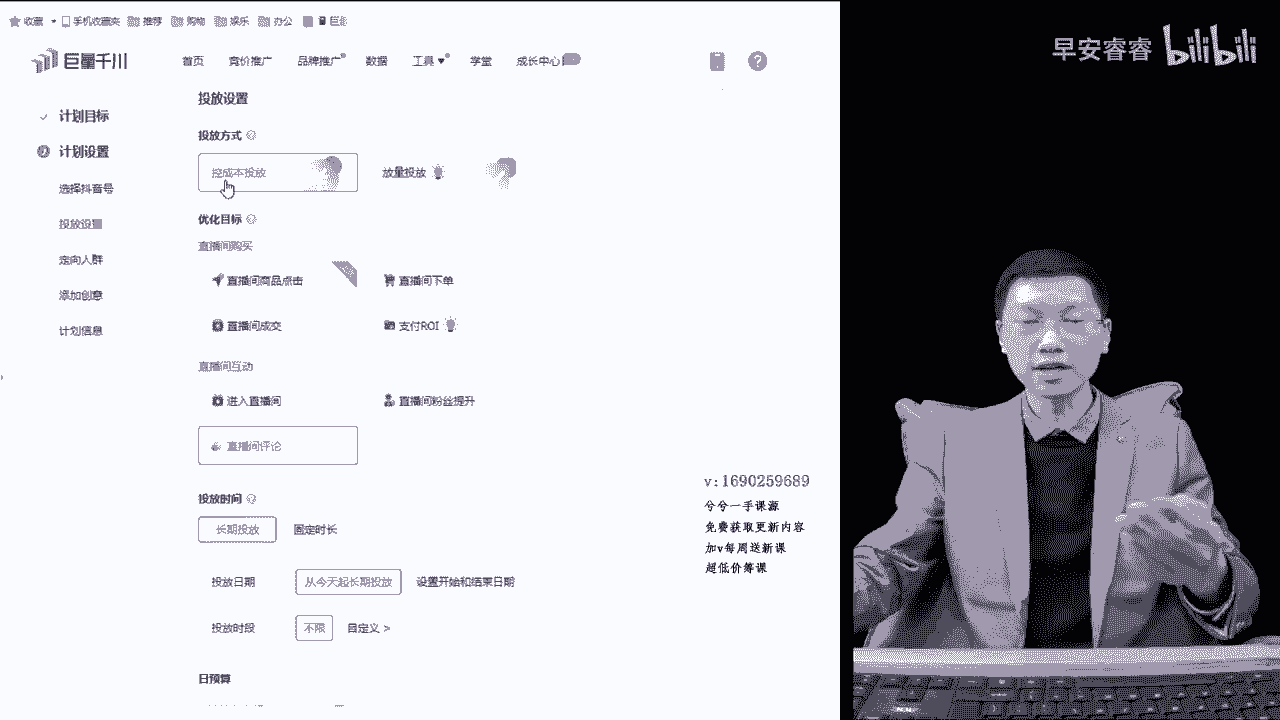 收藏 手机收藏夹 推荐 购物 娱乐 办公
巨量千川 首页 竞价推广 品牌推广 数据 工具 学堂 成长中心
早安睿睿 bilibili
计划目标
计划设置
选择抖音号
投放设置
定向人群
添加创意
计划信息
投放设置
投放方式
控成本投放 放量投放
优化目标
直播间购买
直播间商品点击 直播间下单
直播间成交 支付ROI
直播间互动
进入直播间 直播间粉丝提升
直播间评论
投放时间
长期投放 固定时长
投放日期 从今天起长期投放 设置开始和结束日期
投放时段 不限 自定义 >
日预算
v:1690259689
兮兮一手课源
免费获取更新内容
加v每周送新课
超低价筹课